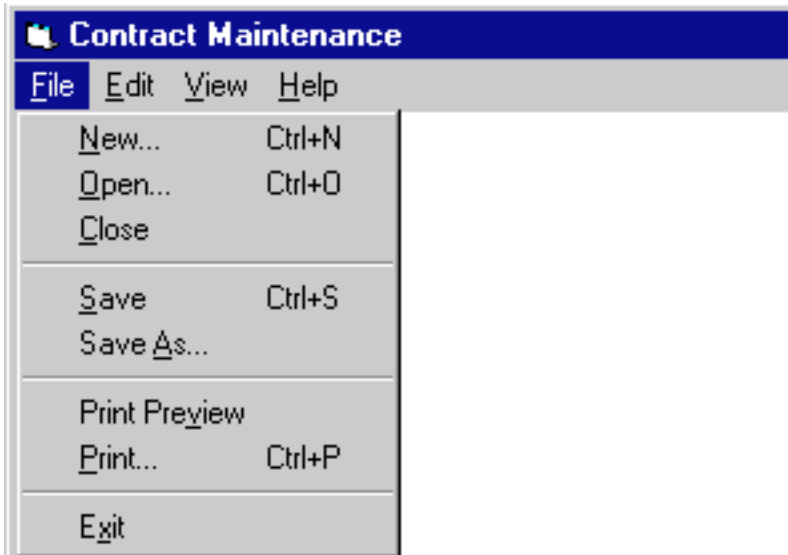 Contract Maintenance
File Edit View Help
New... Ctrl+N
Open... Ctrl+O
Close
Save Ctrl+S
Save As...
Print Preview
Print... Ctrl+P
Exit